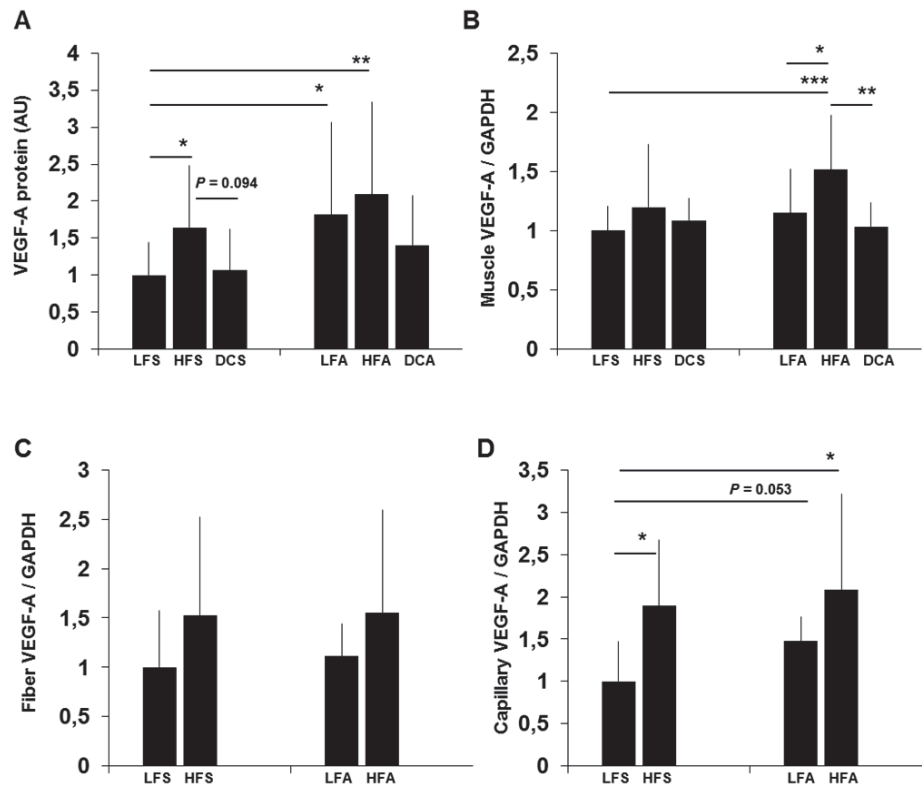 A
VEGF-A protein (AU)
4
3,5
3
2,5
2
1,5
1
0,5
0
**
*
*
P = 0.094
LFS HFS DCS LFA HFA DCA
B
Muscle VEGF-A / GAPDH
2,5
2
1,5
1
0,5
0
*
***
**
LFS HFS DCS LFA HFA DCA
C
Fiber VEGF-A / GAPDH
3
2,5
2
1,5
1
0,5
0
LFS HFS LFA HFA
D
Capillary VEGF-A / GAPDH
3,5
3
2,5
2
1,5
1
0,5
0
*
P = 0.053
*
LFS HFS LFA HFA